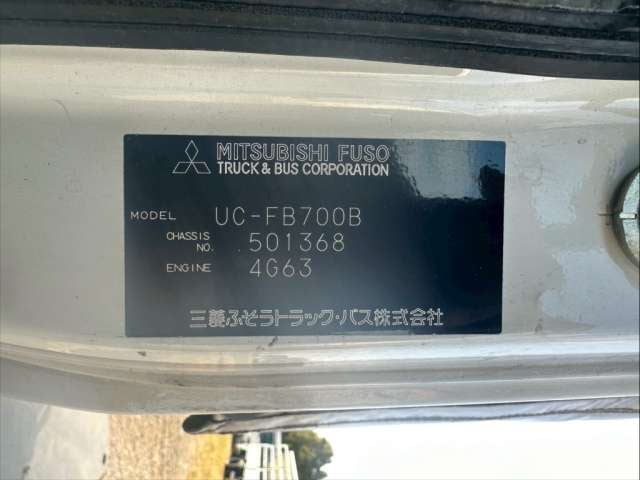 MITSUBISHI FUSO
TRUCK & BUS CORPORATION
MODEL UC-FB700B
CHASSIS NO. 501368
ENGINE 4G63
三菱ふそうトラック・バス株式会社